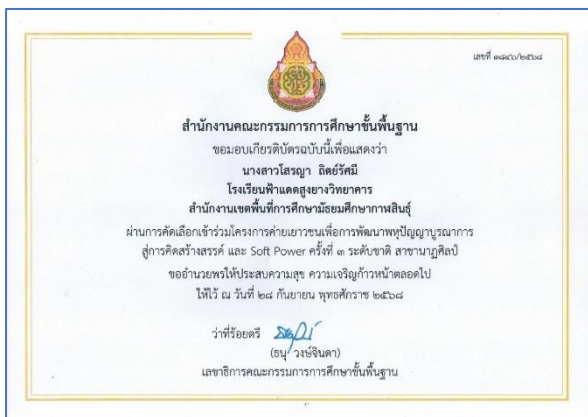 เลขที่ ๓๘๔๖/๒๕๖๘
สำนักงานคณะกรรมการการศึกษาขั้นพื้นฐาน
ขอมอบเกียรติบัตรฉบับนี้เพื่อแสดงว่า
นางสาวโสรญา ถิตย์รัศมี
โรงเรียนฟ้าแดดสูงยางวิทยาคาร
สำนักงานเขตพื้นที่การศึกษามัธยมศึกษากาฬสินธุ์
ผ่านการคัดเลือกเข้าร่วมโครงการค่ายเยาวชนเพื่อการพัฒนาพหุปัญญาบูรณาการ
สู่การคิดสร้างสรรค์ และ Soft Power ครั้งที่ ๓ ระดับชาติ สาขานาฏศิลป์
ขออำนวยพรให้ประสบความสุข ความเจริญก้าวหน้าตลอดไป
ให้ไว้ ณ วันที่ ๒๘ กันยายน พุทธศักราช ๒๕๖๘
ว่าที่ร้อยตรี
(ธนุ วงษ์จินดา)
เลขาธิการคณะกรรมการการศึกษาขั้นพื้นฐาน